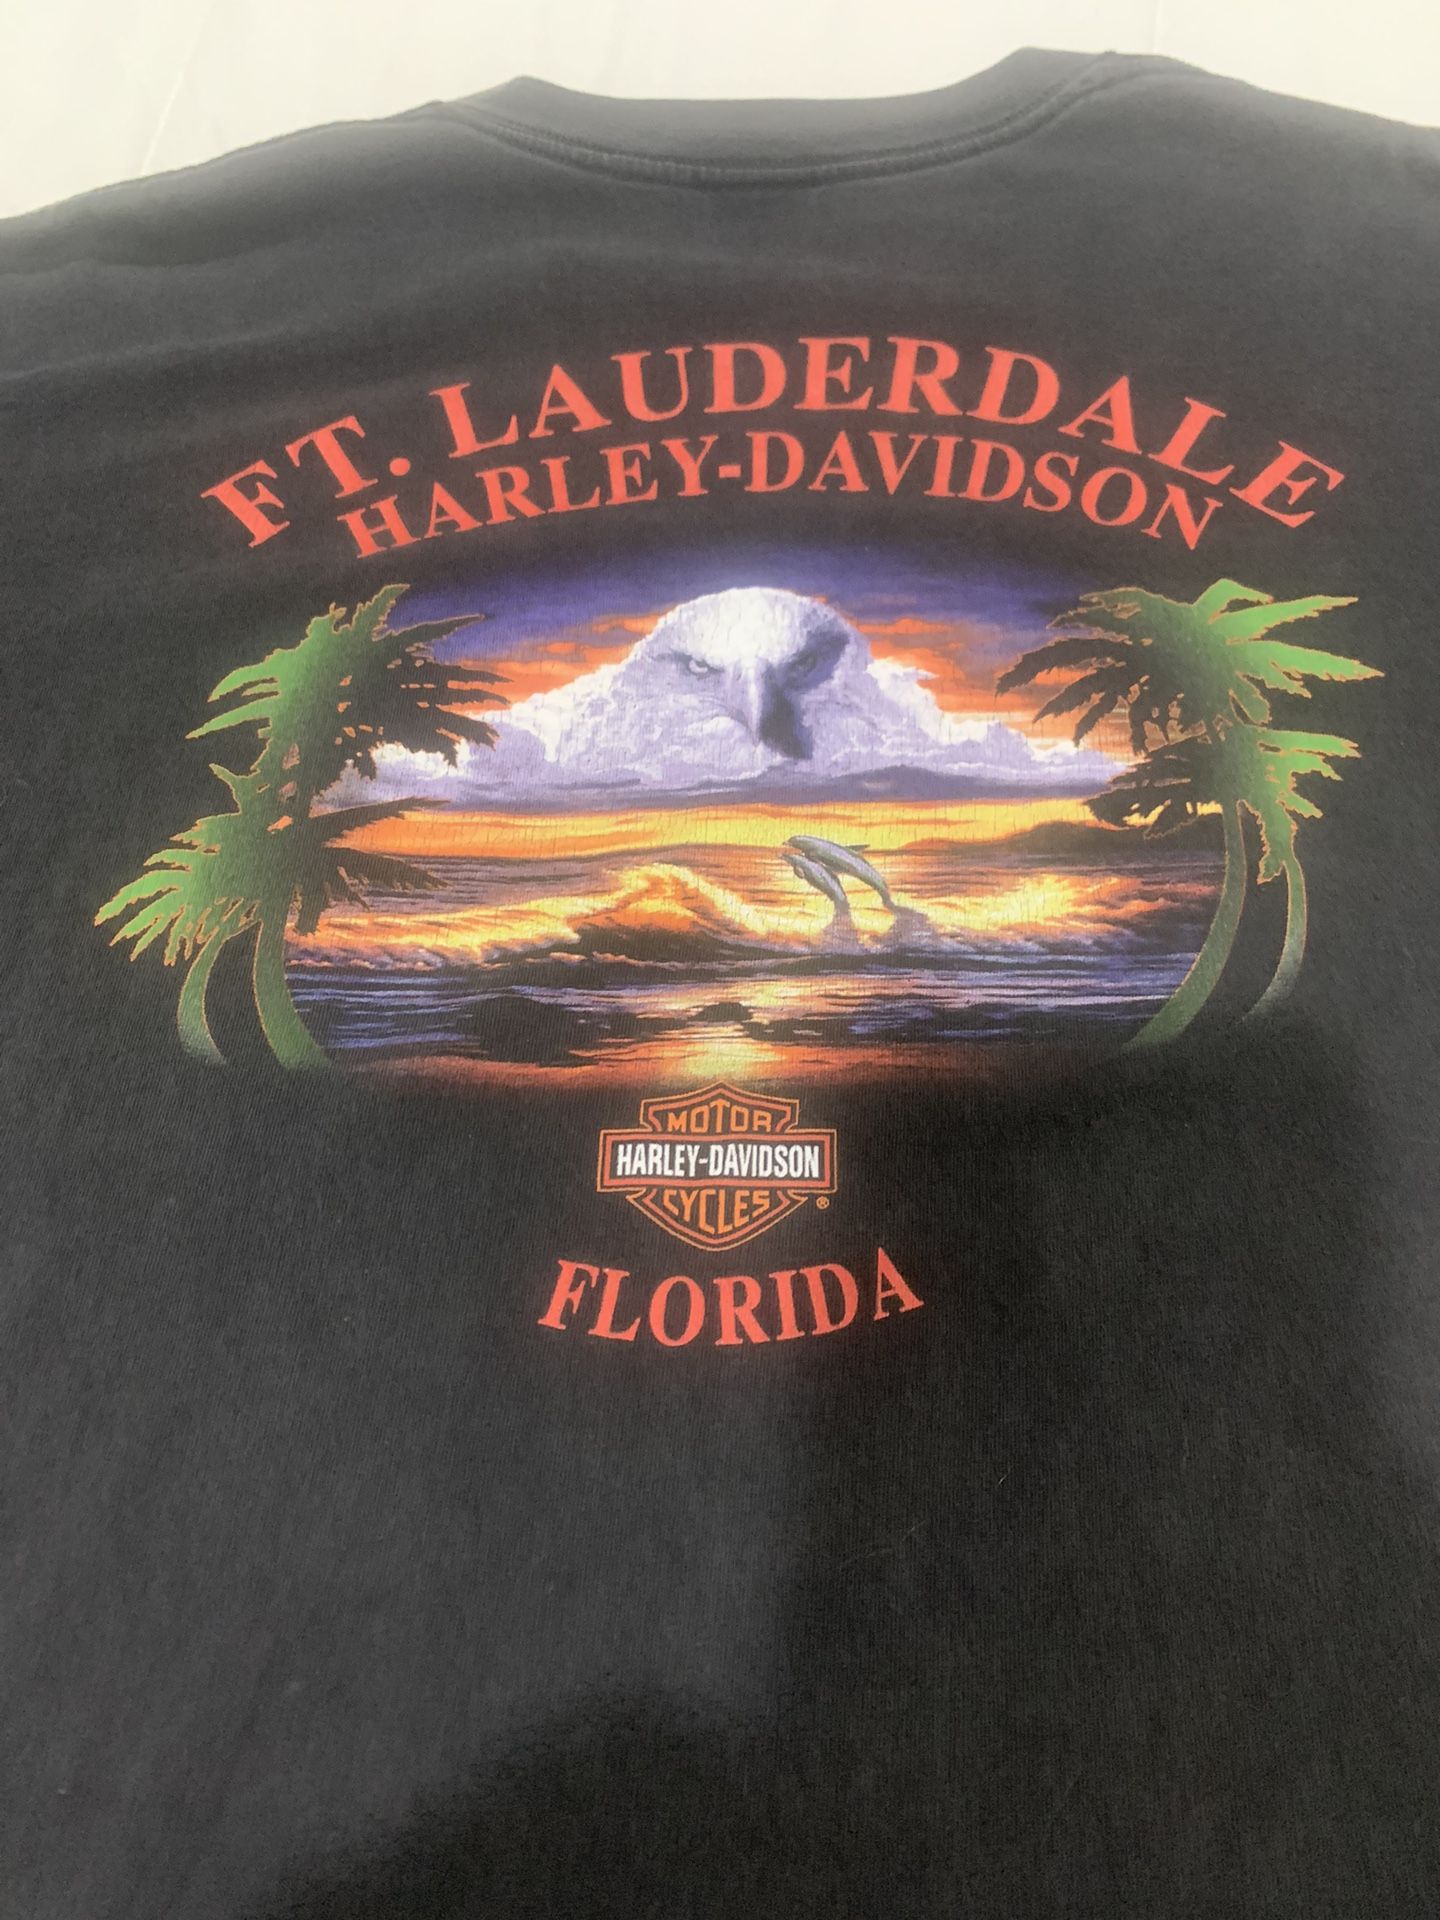 FT. LAUDERDALE
HARLEY-DAVIDSON
MOTOR
HARLEY-DAVIDSON
CYCLES ®
FLORIDA